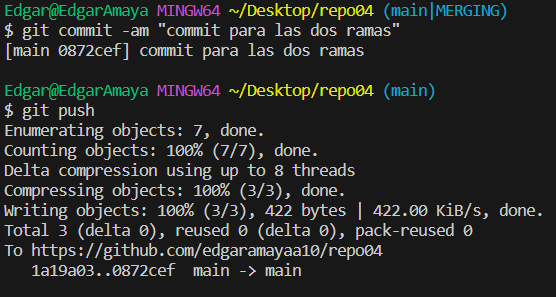 Edgar@EdgarAmaya MINGW64 ~/Desktop/repo04 (main|MERGING)
$ git commit -am "commit para las dos ramas"
[main 0872cef] commit para las dos ramas

Edgar@EdgarAmaya MINGW64 ~/Desktop/repo04 (main)
$ git push
Enumerating objects: 7, done.
Counting objects: 100% (7/7), done.
Delta compression using up to 8 threads
Compressing objects: 100% (3/3), done.
Writing objects: 100% (3/3), 422 bytes | 422.00 KiB/s, done.
Total 3 (delta 0), reused 0 (delta 0), pack-reused 0
To https://github.com/edgaramayaa10/repo04
   1a19a03..0872cef  main -> main